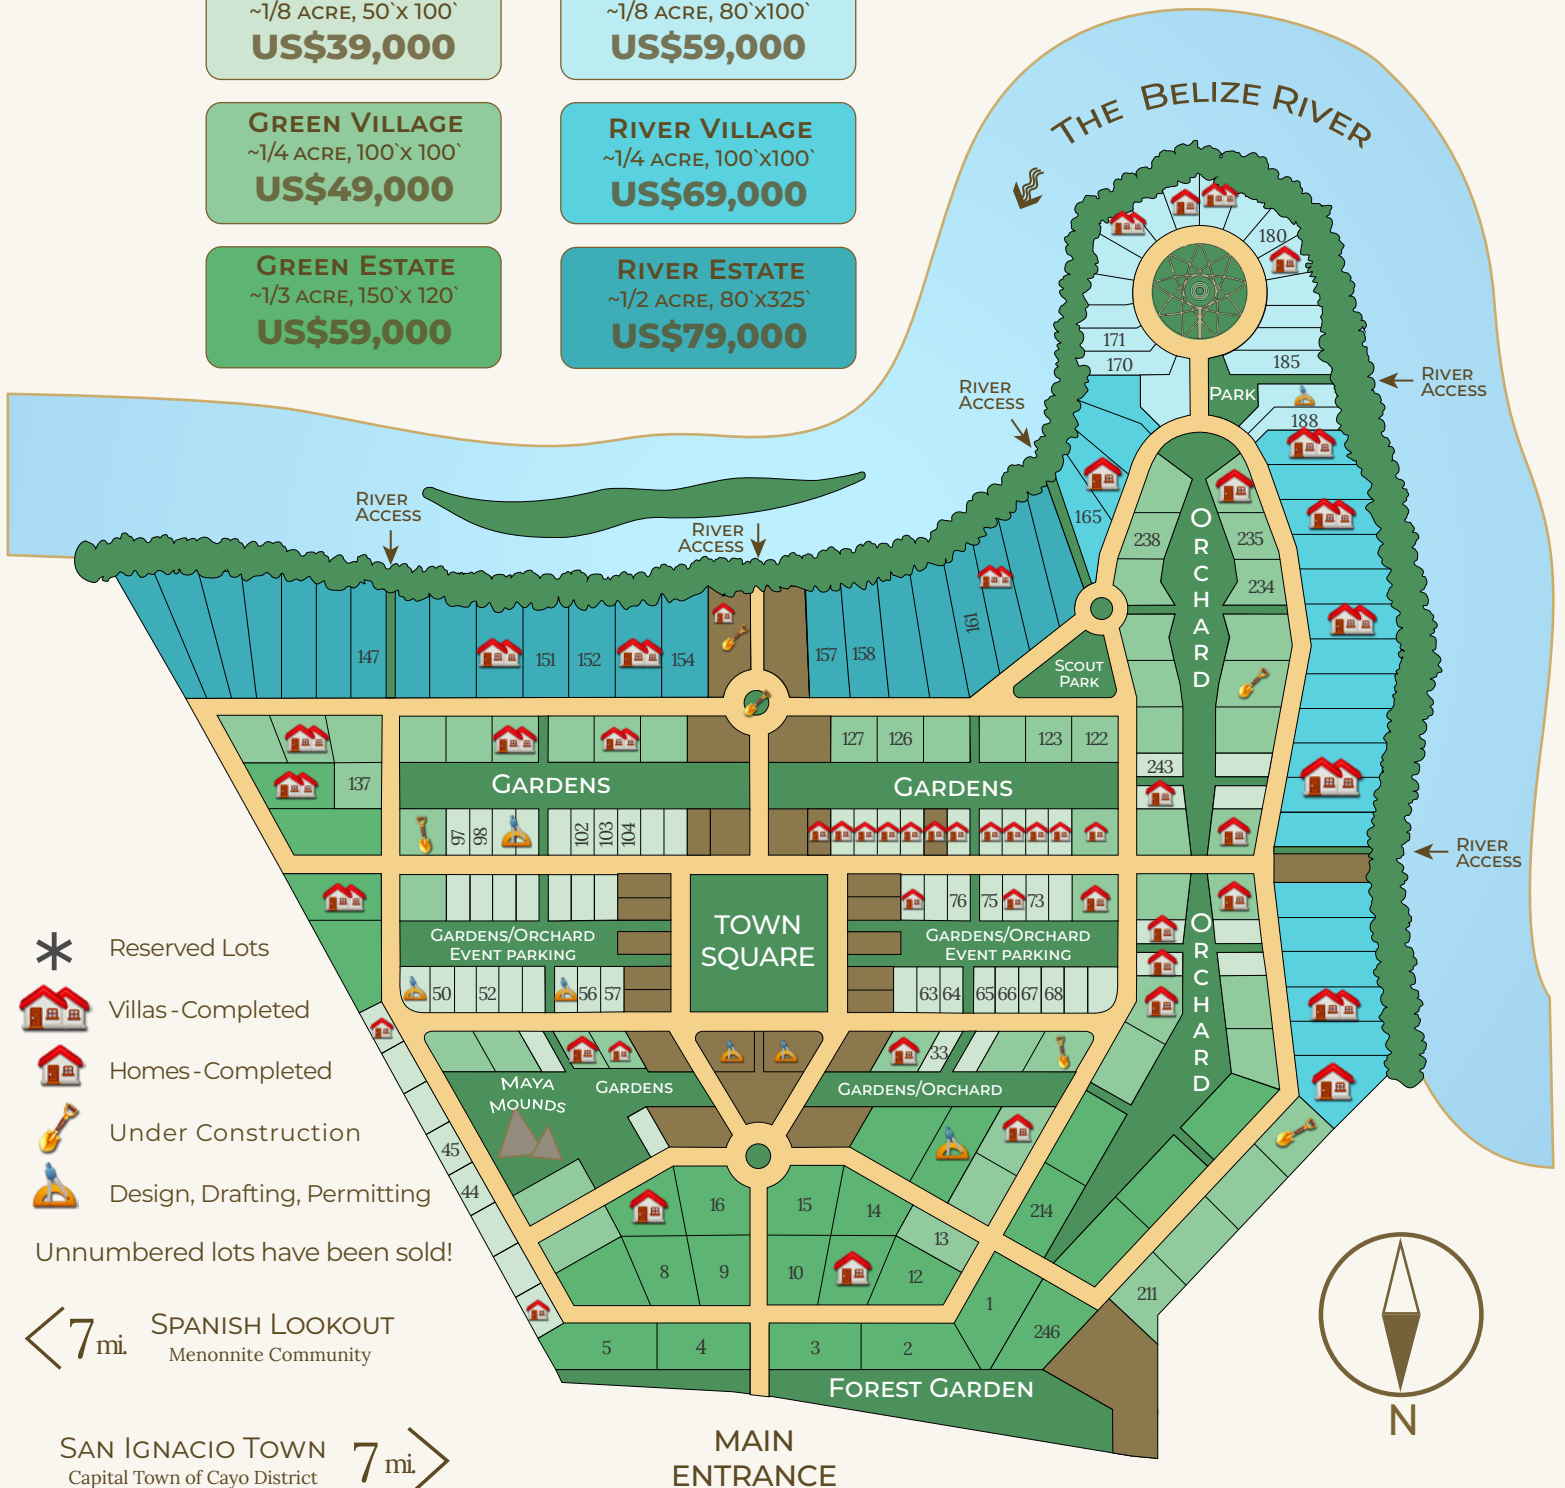 ~1/8 ACRE, 50`X 100`
US$39,000
~1/8 ACRE, 80`X100`
US$59,000
GREEN VILLAGE
~1/4 ACRE, 100`X 100`
US$49,000
RIVER VILLAGE
~1/4 ACRE, 100`X100`
US$69,000
GREEN ESTATE
~1/3 ACRE, 150`X 120`
US$59,000
RIVER ESTATE
~1/2 ACRE, 80`X325`
US$79,000
THE BELIZE RIVER
180
171
170
185
PARK
188
RIVER
ACCESS
RIVER
ACCESS
RIVER
ACCESS
RIVER
ACCESS
165
238
235
234
ORCHARD
147
151
152
154
157
158
161
SCOUT
PARK
127
126
123
122
243
137
GARDENS
GARDENS
97
98
102
103
104
RIVER
ACCESS
76
75
73
TOWN
SQUARE
GARDENS/ORCHARD
EVENT PARKING
GARDENS/ORCHARD
EVENT PARKING
ORCHARD
50
52
56
57
63
64
65
66
67
68
33
MAYA
MOUNDS
GARDENS
GARDENS/ORCHARD
45
44
16
15
14
13
214
8
9
10
12
1
211
246
5
4
3
2
FOREST GARDEN
Reserved Lots
Villas - Completed
Homes - Completed
Under Construction
Design, Drafting, Permitting
Unnumbered lots have been sold!
7 mi.
SPANISH LOOKOUT
Menonnite Community
SAN IGNACIO TOWN
Capital Town of Cayo District
7 mi.
MAIN
ENTRANCE
N